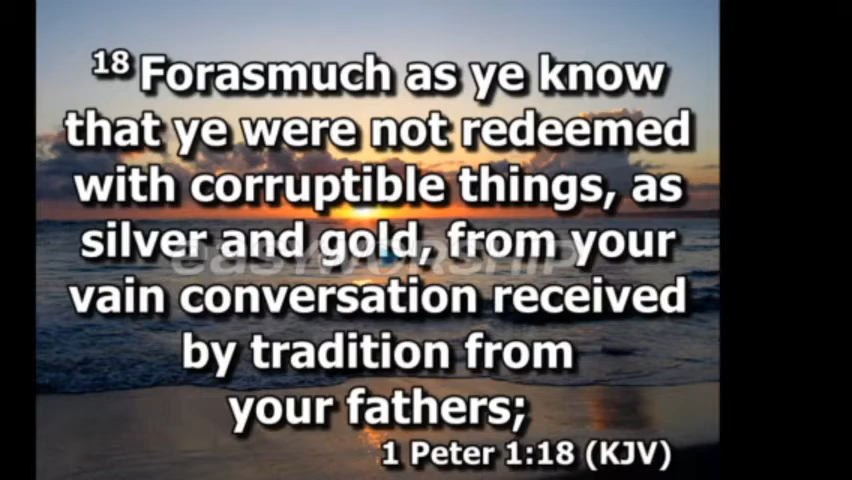 18 Forasmuch as ye know
that ye were not redeemed
with corruptible things, as
silver and gold, from your
easyworship
vain conversation received
by tradition from
your fathers;
1 Peter 1:18 (KJV)